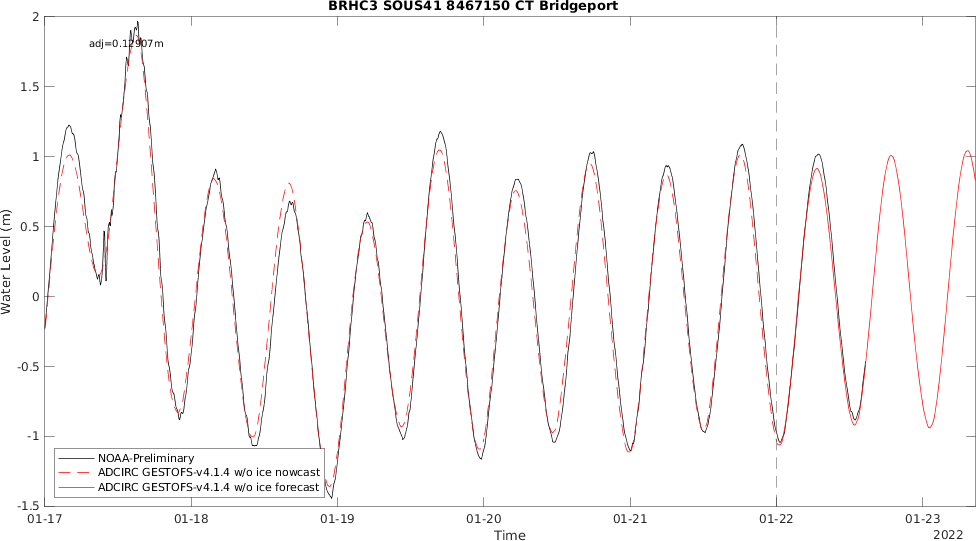 BRHC3 SOUS41 8467150 CT Bridgeport
2
adj=0.12907m
1.5
1
0.5
0
-0.5
-1
-1.5
Water Level (m)
NOAA-Preliminary
ADCIRC GESTOFS-v4.1.4 w/o ice nowcast
ADCIRC GESTOFS-v4.1.4 w/o ice forecast
01-17 01-18 01-19 01-20 01-21 01-22 01-23
Time
2022